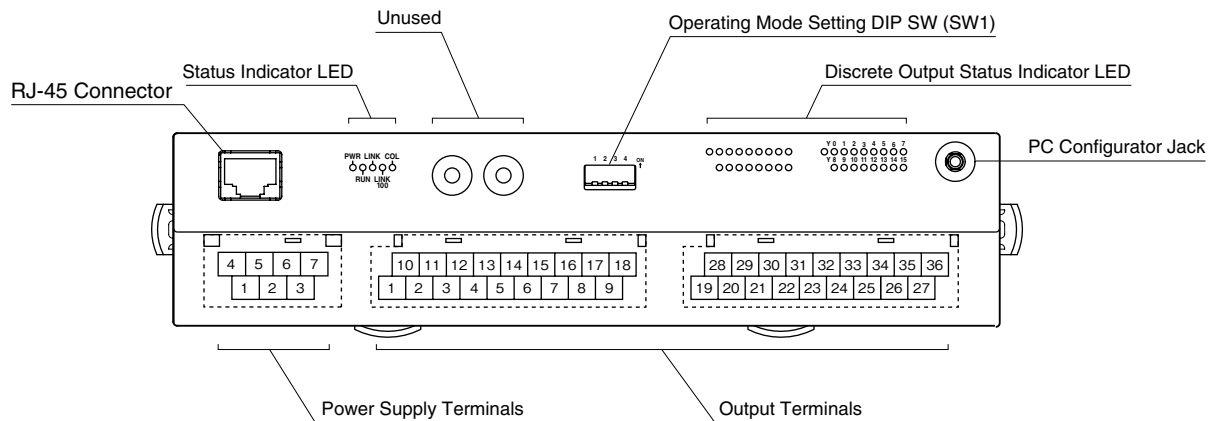 Unused
Operating Mode Setting DIP SW (SW1)
Status Indicator LED
Discrete Output Status Indicator LED
RJ-45 Connector
PC Configurator Jack
PWR LINK COL
RUN LINK
100
1 2 3 4 ON
Y 0 1 2 3 4 5 6 7
Y 8 9 10 11 12 13 14 15
4 5 6 7
1 2 3
10 11 12 13 14 15 16 17 18
1 2 3 4 5 6 7 8 9
28 29 30 31 32 33 34 35 36
19 20 21 22 23 24 25 26 27
Power Supply Terminals
Output Terminals